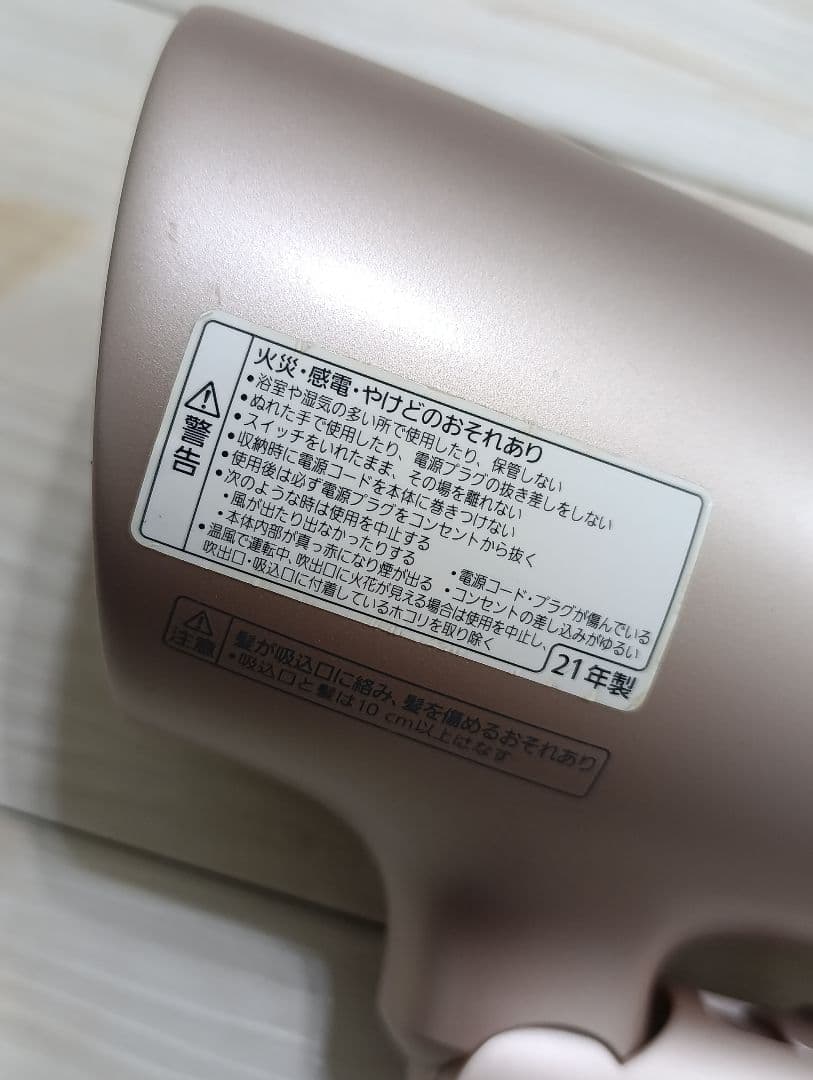 警告
火災・感電・やけどのおそれあり
•浴室や湿気の多い所で使用したり、保管しない
•ぬれた手で使用したり、電源プラグの抜き差しをしない
•スイッチをいれたまま、その場を離れない
•収納時に電源コードを本体に巻きつけない
•使用後は必ず電源プラグをコンセントから抜く
•次のような時は使用を中止する
•風が出たり出なかったりする •電源コード・プラグが傷んでいる
•本体内部が真っ赤になり煙が出る •コンセントの差し込みがゆるい
•温風で運転中、吹出口に火花が見える場合は使用を中止し、
吹出口・吸込口に付着しているホコリを取り除く
21年製
注意
髪が吸込口に絡み、髪を傷めるおそれあり
•吸込口と髪は10 cm以上はなす